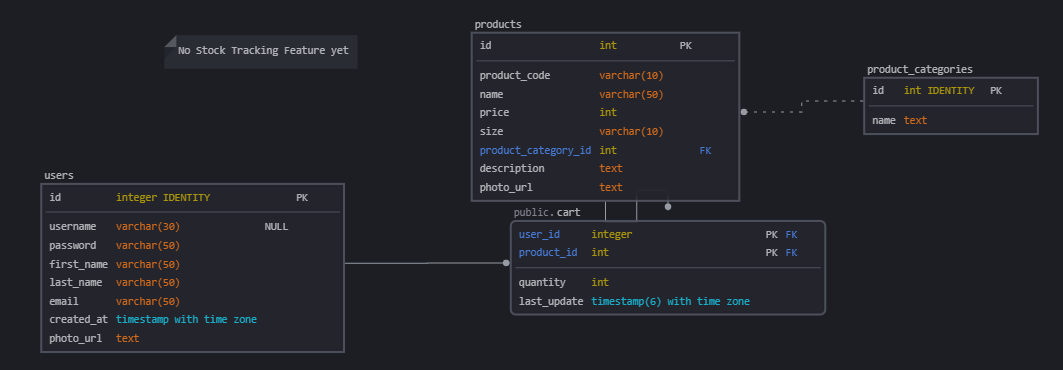 No Stock Tracking Feature yet
products
id int PK
product_code varchar(10)
name varchar(50)
price int
size varchar(10)
product_category_id int FK
description text
photo_url text
product_categories
id int IDENTITY PK
name text
users
id integer IDENTITY PK
username varchar(30) NULL
password varchar(50)
first_name varchar(50)
last_name varchar(50)
email varchar(50)
created_at timestamp with time zone
photo_url text
public.cart
user_id integer PK FK
product_id int PK FK
quantity int
last_update timestamp(6) with time zone